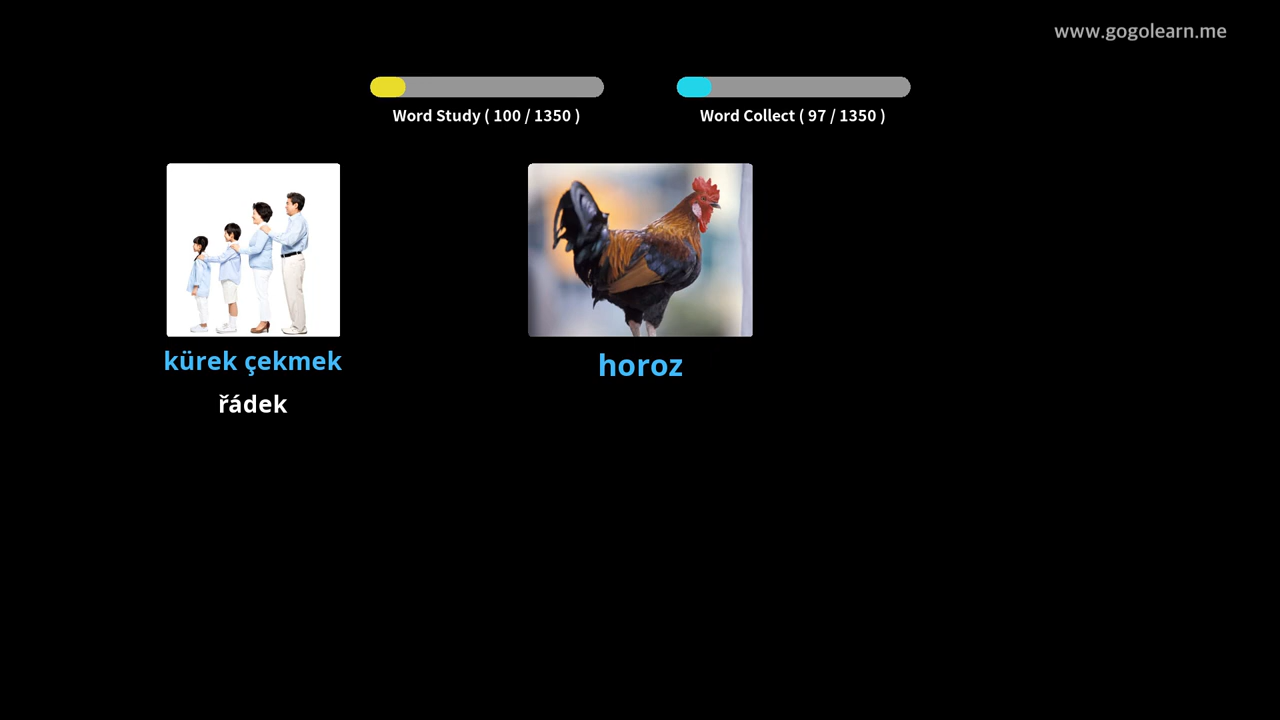 www.gogolearn.me
Word Study ( 100 / 1350 )
Word Collect ( 97 / 1350 )
kürek çekmek
řádek
horoz